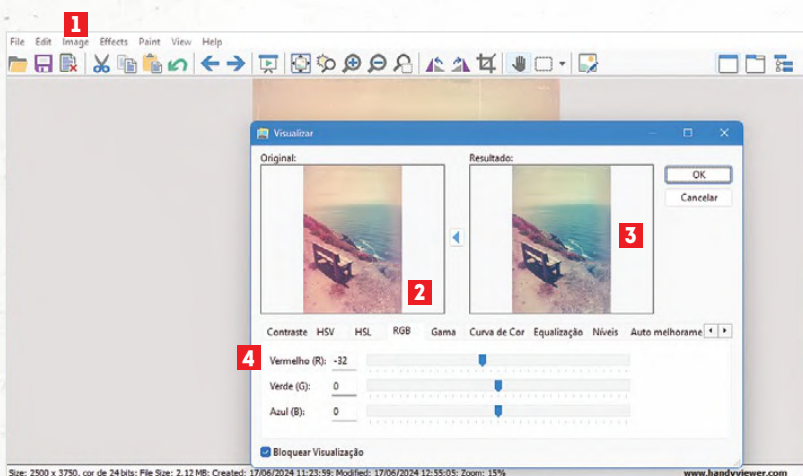 1
File Edit Image Effects Paint View Help
Visualizar
Original:
Resultado:
OK
Cancelar
3
2
Contraste HSV HSL RGB Gama Curva de Cor Equalização Níveis Auto melhorame
4
Vermelho (R): -32
Verde (G): 0
Azul (B): 0
Bloquear Visualização
Size: 2500 x 3750, cor de 24 bits; File Size: 2.12 MB; Created: 17/06/2024 11:23:59; Modified: 17/06/2024 12:55:05; Zoom: 15% www.handyviewer.com